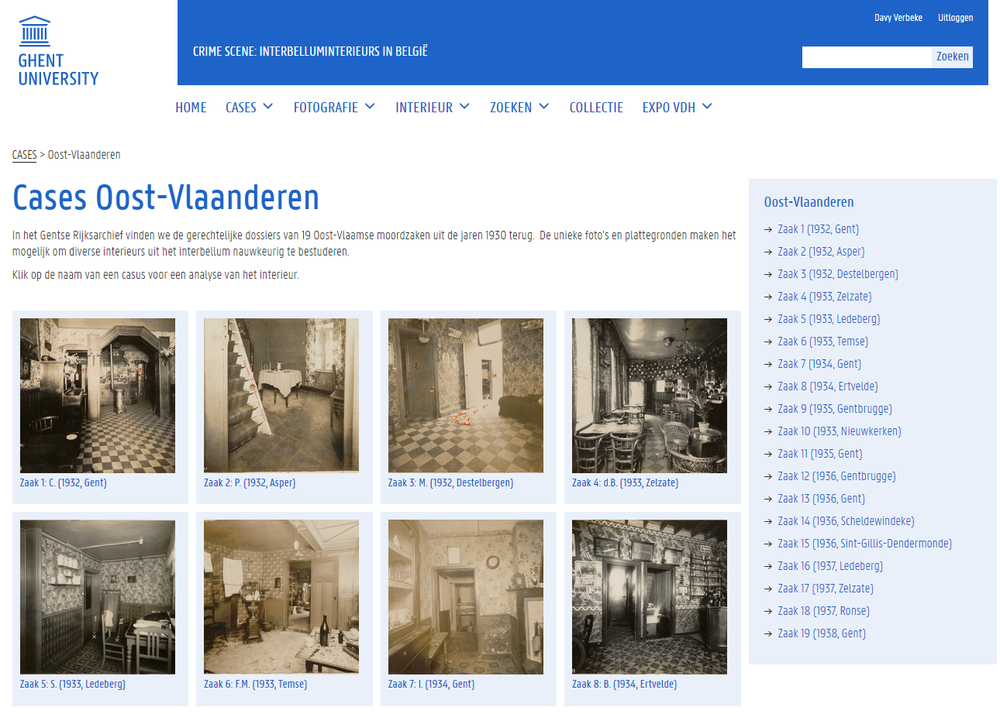 GHENT
UNIVERSITY
Davy Verbeke Uitloggen
CRIME SCENE: INTERBELLUMINTERIEURS IN BELGIË
Zoeken
HOME CASES FOTOGRAFIE INTERIEUR ZOEKEN COLLECTIE EXPO VDH
CASES > Oost-Vlaanderen
Cases Oost-Vlaanderen
In het Gentse Rijksarchief vinden we de gerechtelijke dossiers van 19 Oost-Vlaamse moordzaken uit de jaren 1930 terug. De unieke foto's en plattegronden maken het
mogelijk om diverse interieurs uit het interbellum nauwkeurig te bestuderen.
Klik op de naam van een casus voor een analyse van het interieur.
Zaak 1: C. (1932, Gent)
Zaak 2: P. (1932, Asper)
Zaak 3: M. (1932, Destelbergen)
Zaak 4: d.B. (1933, Zelzate)
Zaak 5: S. (1933, Ledeberg)
Zaak 6: F.M. (1933, Temse)
Zaak 7: I. (1934, Gent)
Zaak 8: B. (1934, Ertvelde)
Oost-Vlaanderen
→ Zaak 1 (1932, Gent)
→ Zaak 2 (1932, Asper)
→ Zaak 3 (1932, Destelbergen)
→ Zaak 4 (1933, Zelzate)
→ Zaak 5 (1933, Ledeberg)
→ Zaak 6 (1933, Temse)
→ Zaak 7 (1934, Gent)
→ Zaak 8 (1934, Ertvelde)
→ Zaak 9 (1935, Gentbrugge)
→ Zaak 10 (1933, Nieuwkerken)
→ Zaak 11 (1935, Gent)
→ Zaak 12 (1936, Gentbrugge)
→ Zaak 13 (1936, Gent)
→ Zaak 14 (1936, Scheldewindeke)
→ Zaak 15 (1936, Sint-Gillis-Dendermonde)
→ Zaak 16 (1937, Ledeberg)
→ Zaak 17 (1937, Zelzate)
→ Zaak 18 (1937, Ronse)
→ Zaak 19 (1938, Gent)